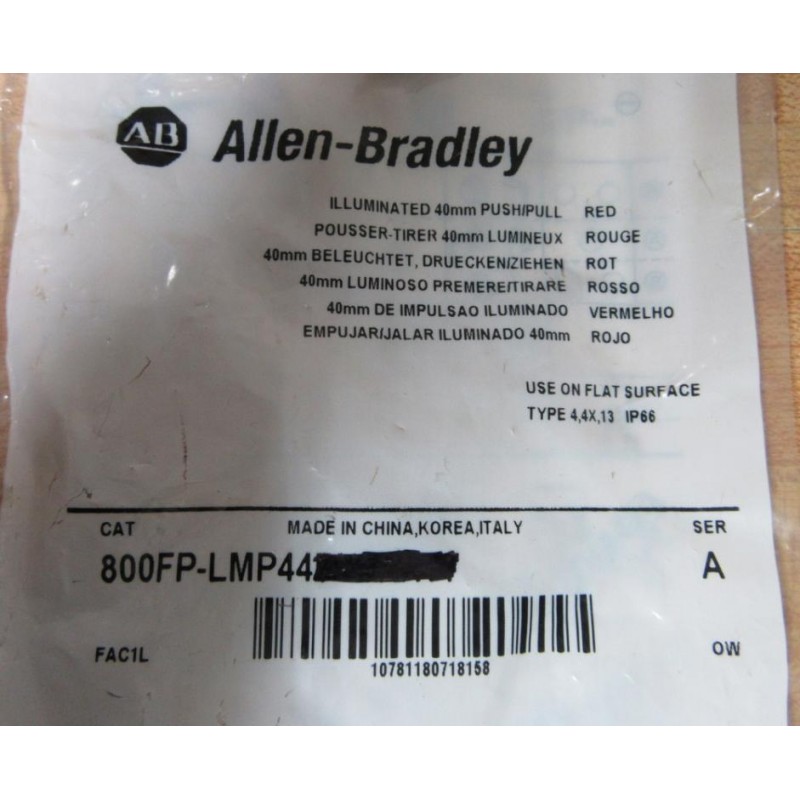 AB Allen-Bradley
ILLUMINATED 40mm PUSH/PULL RED
POUSSER-TIRER 40mm LUMINEUX ROUGE
40mm BELEUCHTET, DRUECKEN/ZIEHEN ROT
40mm LUMINOSO PREMERE/TIRARE ROSSO
40mm DE IMPULSAO ILUMINADO VERMELHO
EMPUJAR/JALAR ILUMINADO 40mm ROJO
USE ON FLAT SURFACE
TYPE 4,4X,13 IP66
CAT MADE IN CHINA,KOREA,ITALY SER
800FP-LMP44 A
FAC1L OW
10781180718158